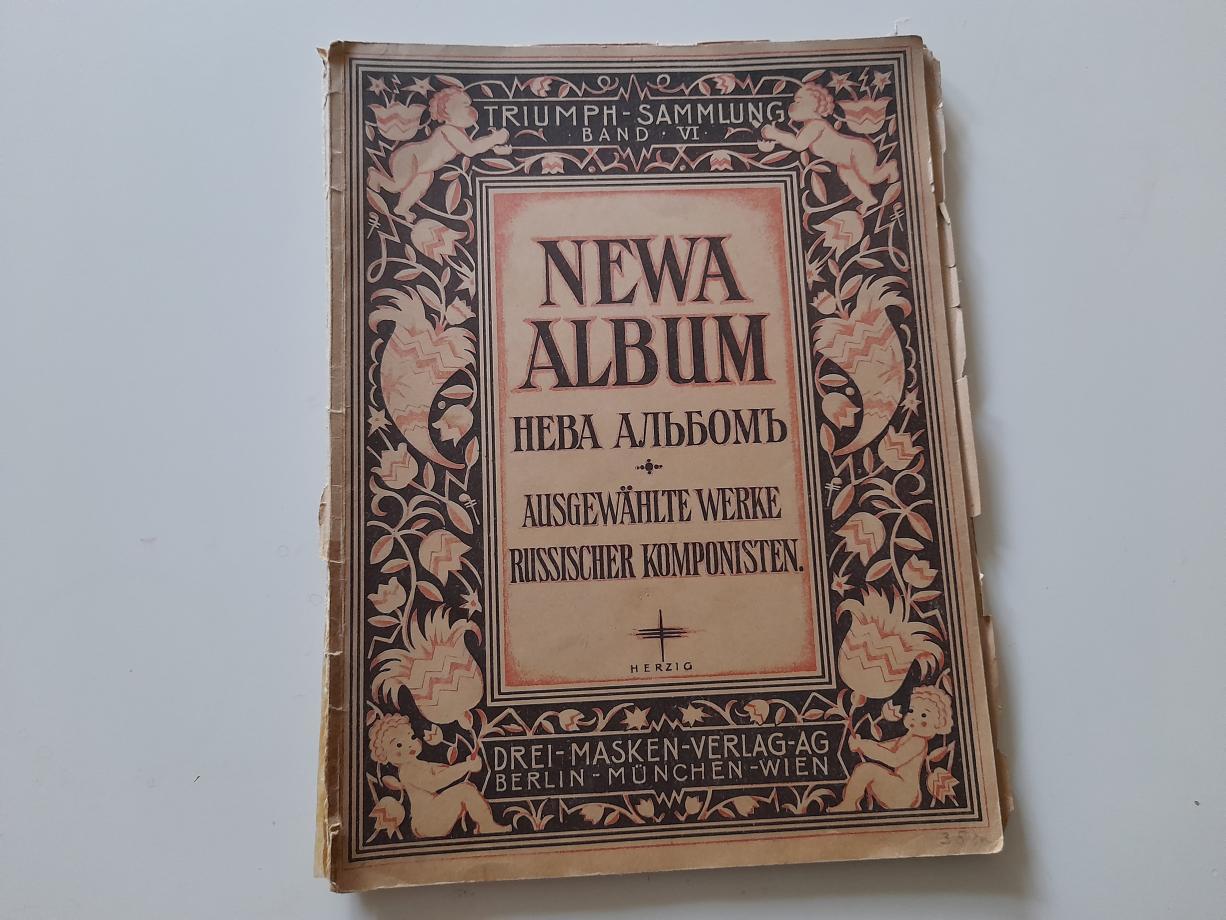 TRIUMPH-SAMMLUNG
· BAND · VI ·
NEWA
ALBUM
НЕВА АЛЬБОМЪ
AUSGEWÄHLTE WERKE
RUSSISCHER KOMPONISTEN.
HERZIG
DREI-MASKEN-VERLAG-AG
BERLIN-MÜNCHEN-WIEN